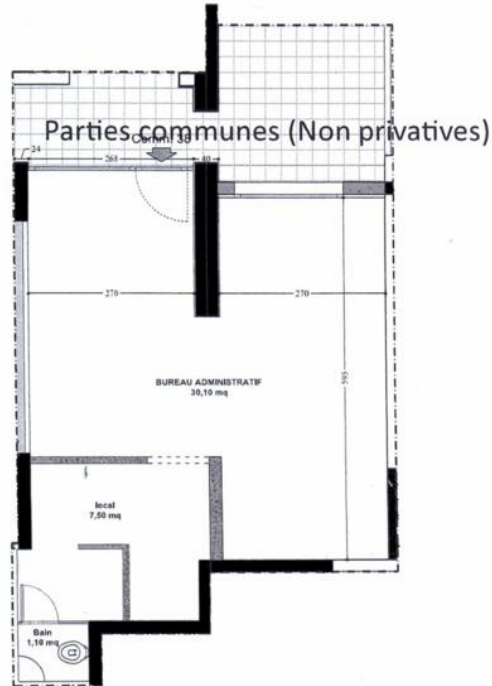 Parties communes (Non privatives)
24
268
40
270
270
595
BUREAU ADMINISTRATIF
30,10 mq
local
7,50 mq
Bain
1,10 mq